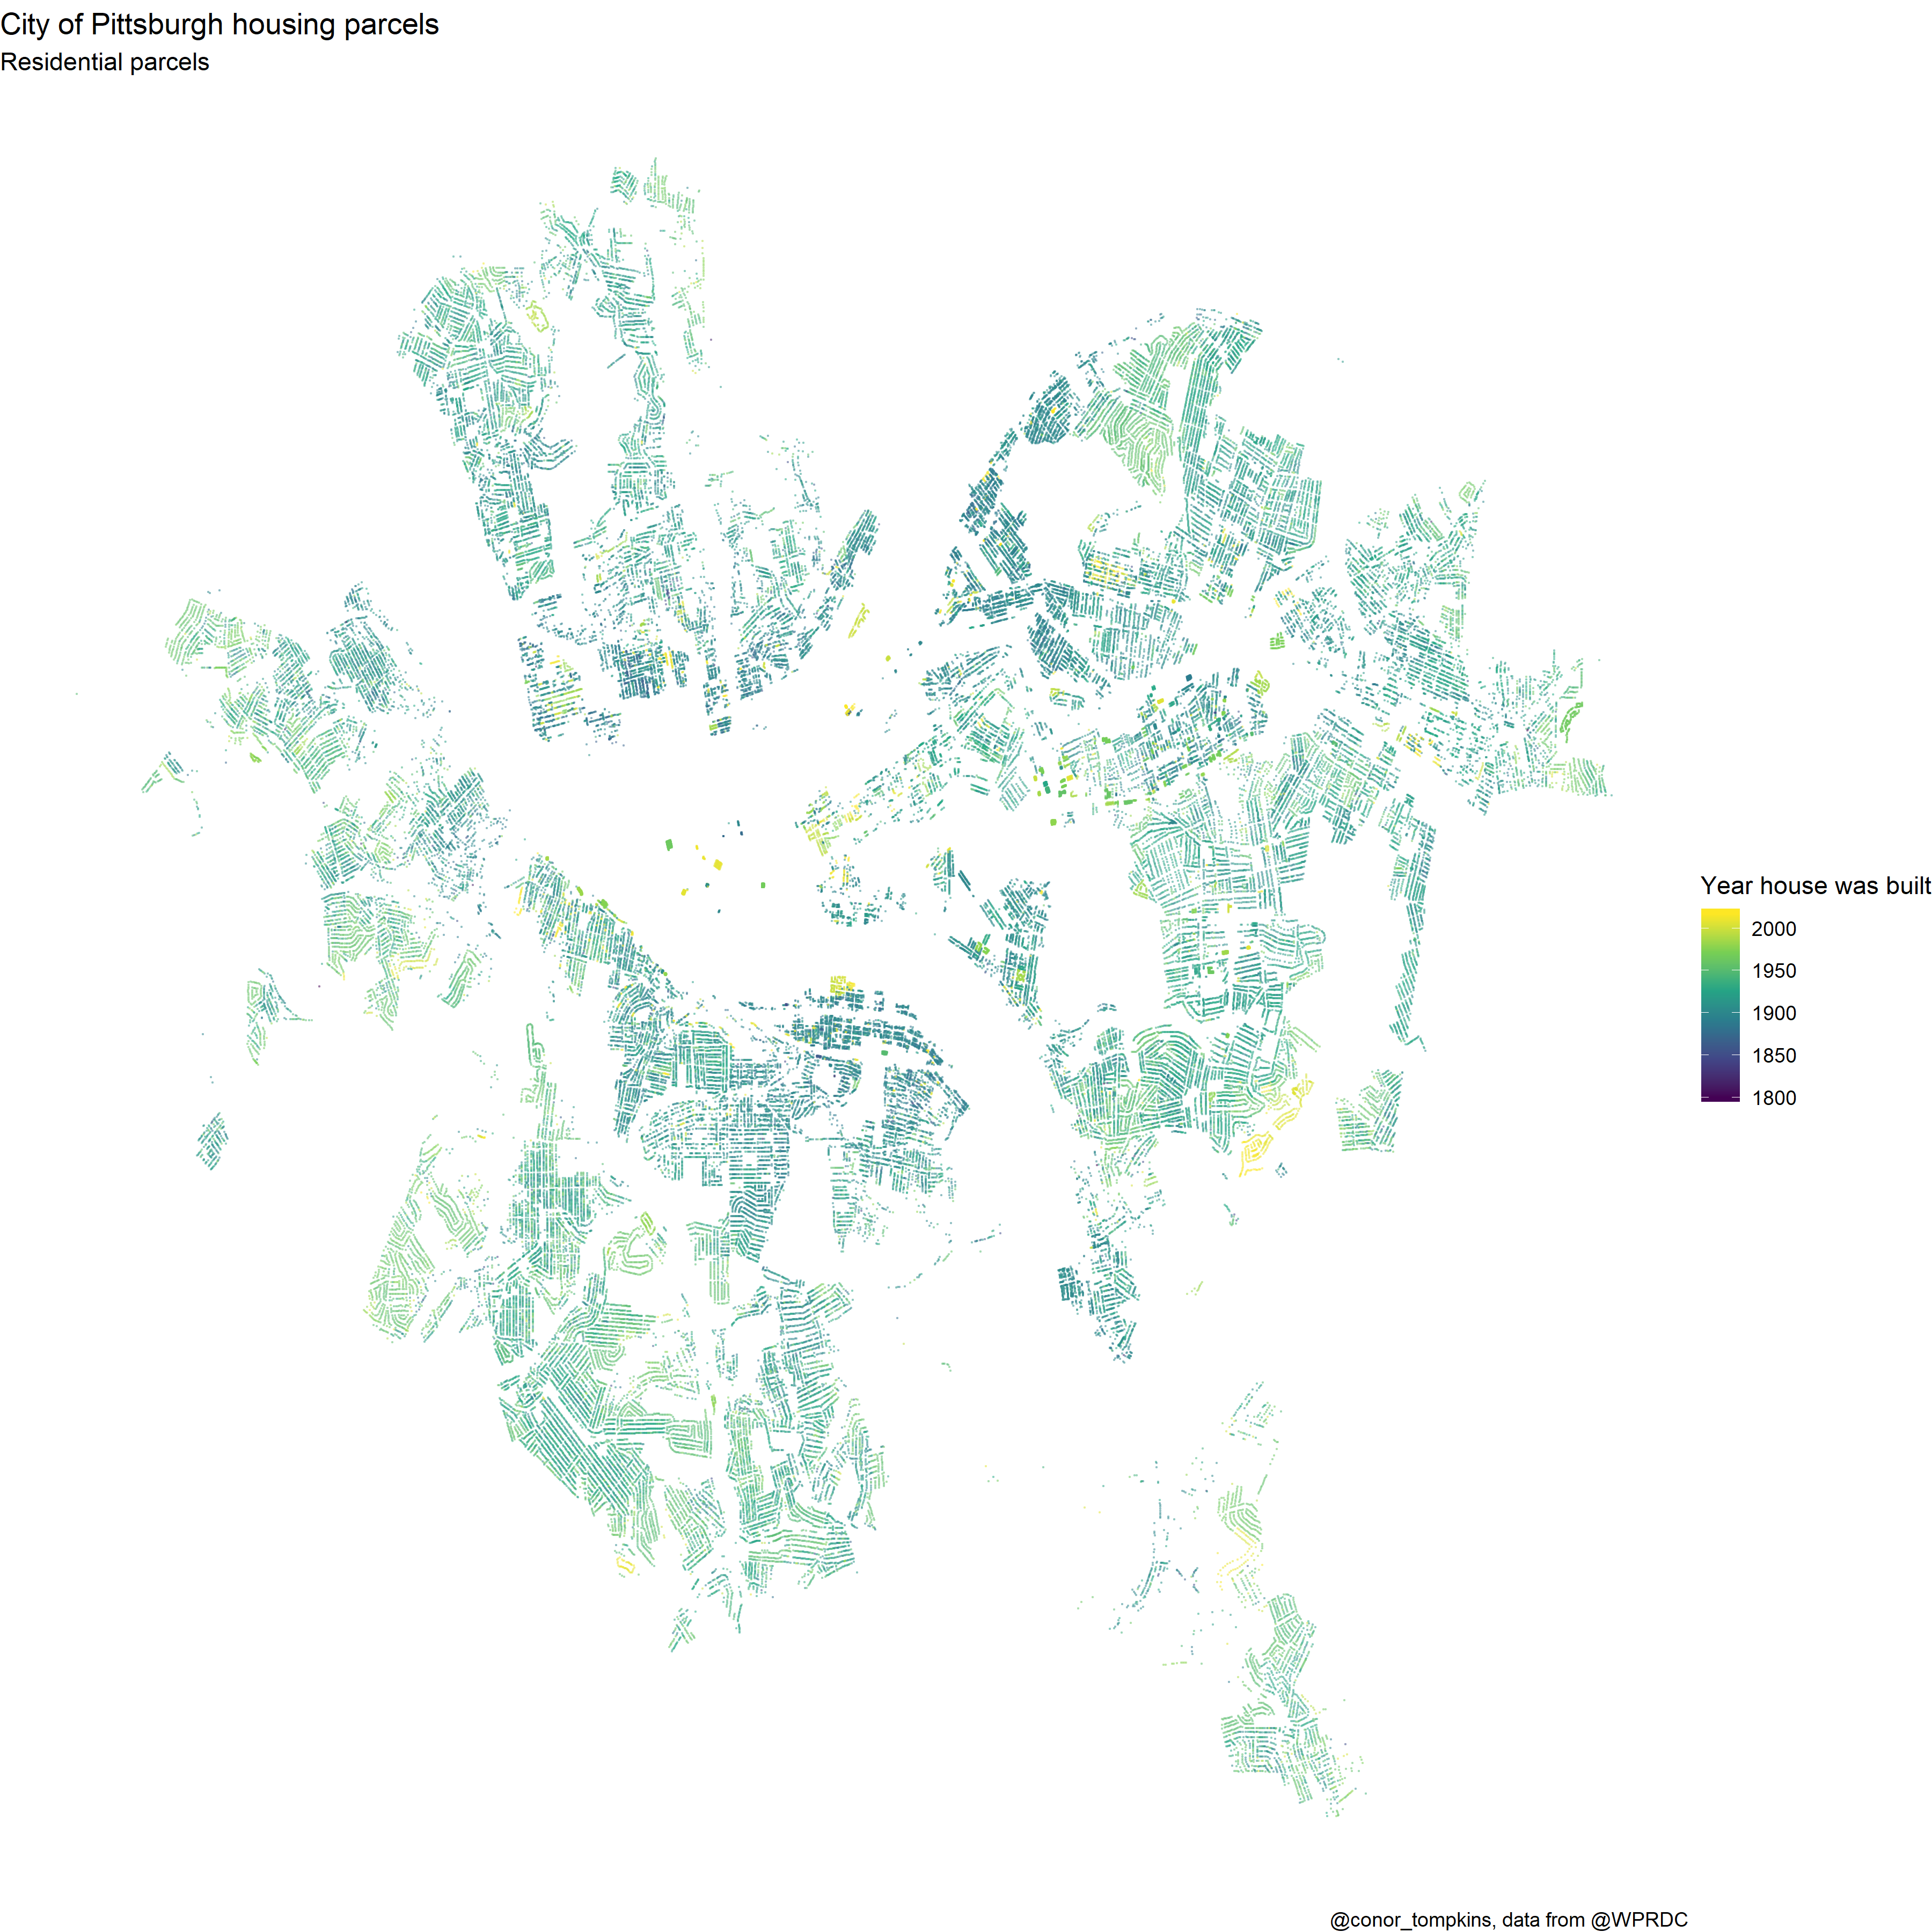 City of Pittsburgh housing parcels
Residential parcels
Year house was built
2000
1950
1900
1850
1800
@conor_tompkins, data from @WPRDC